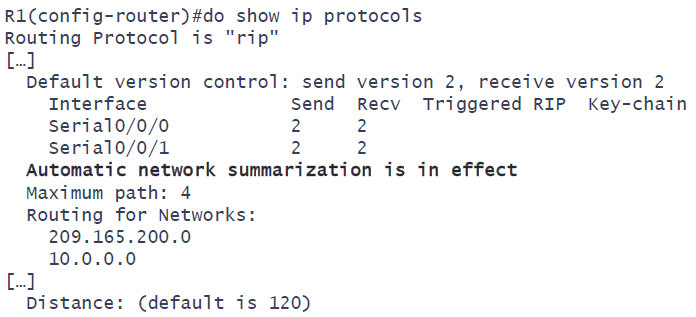 R1(config-router)#do show ip protocols
Routing Protocol is "rip"
[…]
  Default version control: send version 2, receive version 2
    Interface             Send  Recv  Triggered RIP  Key-chain
    Serial0/0/0           2     2
    Serial0/0/1           2     2
  Automatic network summarization is in effect
  Maximum path: 4
  Routing for Networks:
    209.165.200.0
    10.0.0.0
[…]
  Distance: (default is 120)